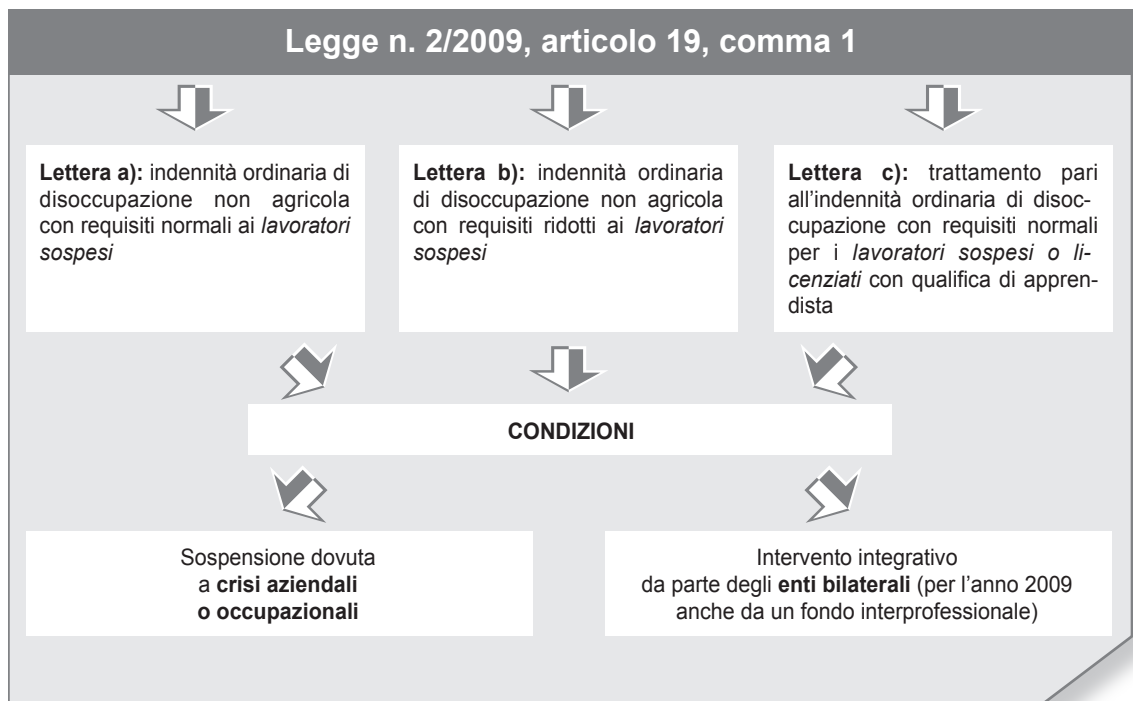 Legge n. 2/2009, articolo 19, comma 1
Lettera a): indennità ordinaria di
disoccupazione non agricola
con requisiti normali ai lavoratori
sospesi
Lettera b): indennità ordinaria
di disoccupazione non agricola
con requisiti ridotti ai lavoratori
sospesi
Lettera c): trattamento pari
all'indennità ordinaria di disoc-
cupazione con requisiti normali
per i lavoratori sospesi o li-
cenziati con qualifica di appren-
dista
CONDIZIONI
Sospensione dovuta
a crisi aziendali
o occupazionali
Intervento integrativo
da parte degli enti bilaterali (per l'anno 2009
anche da un fondo interprofessionale)